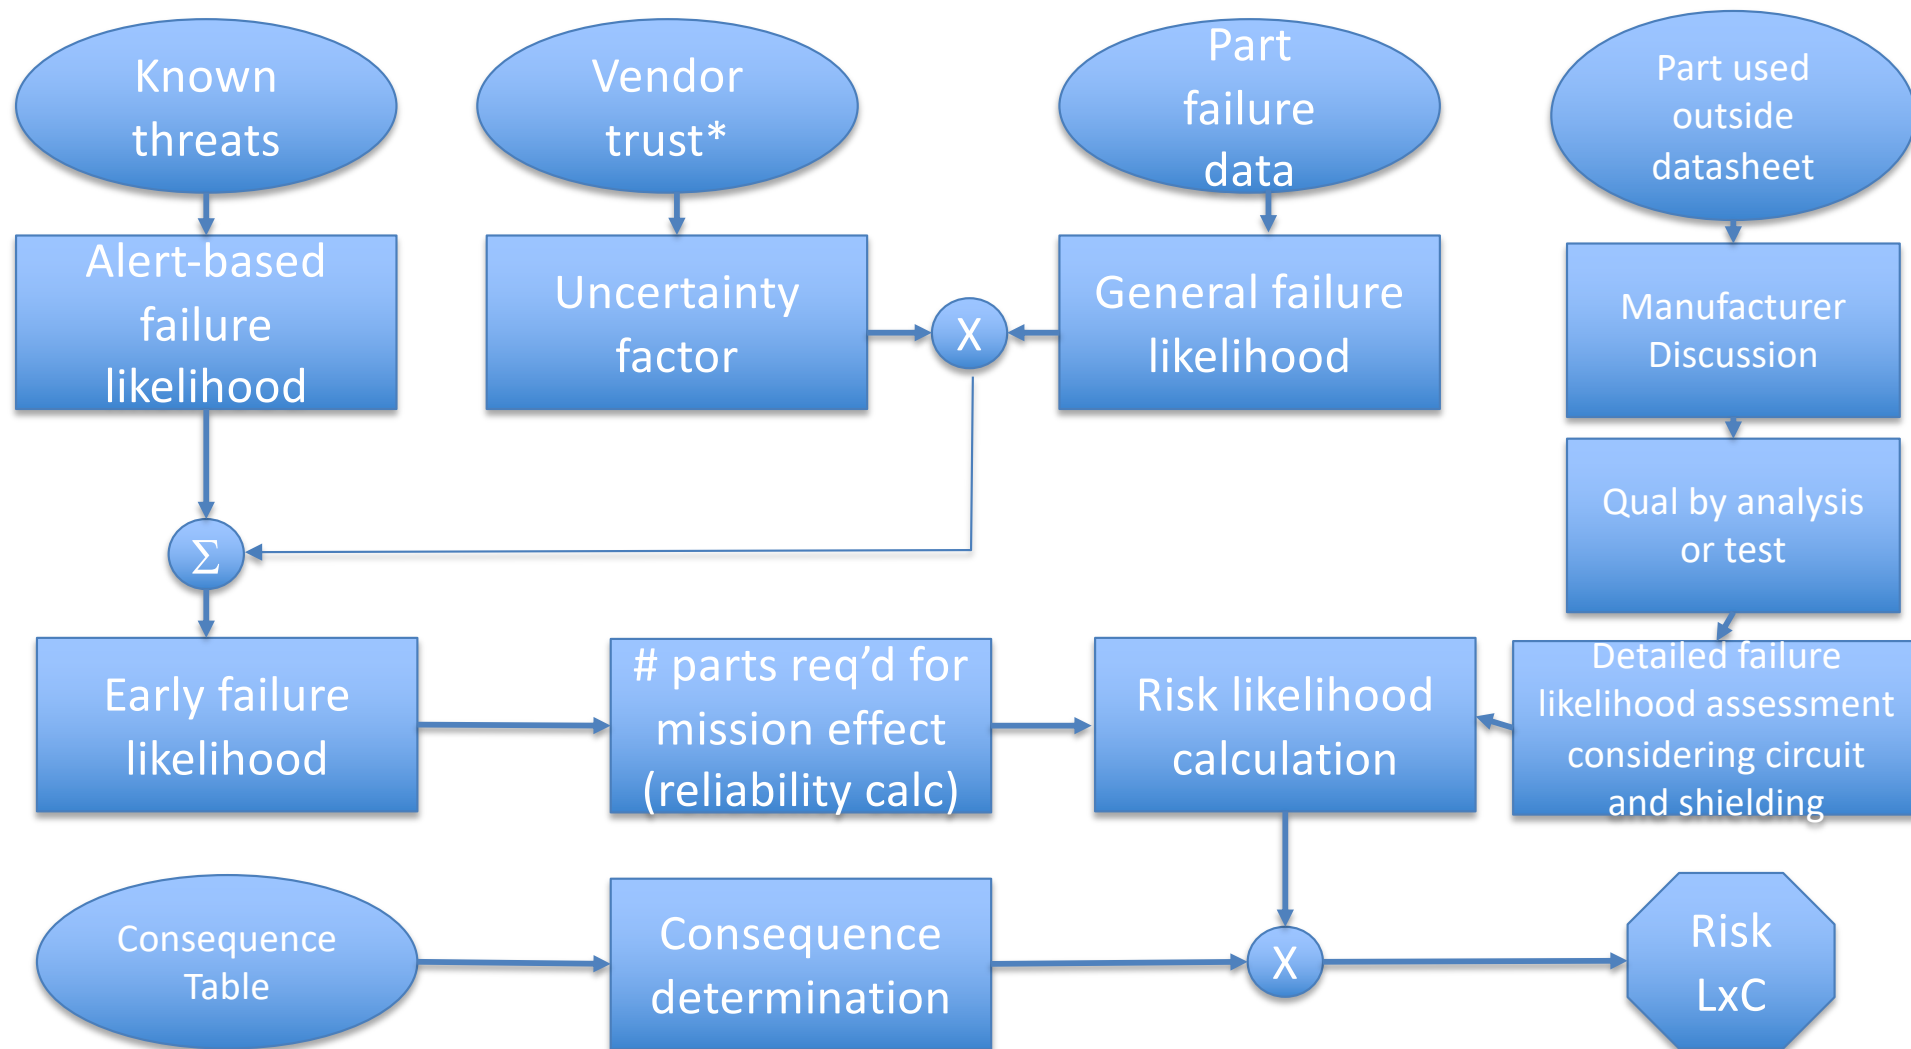 Known
threats
Vendor
trust*
Part
failure
data
Part used
outside
datasheet
Alert-based
failure
likelihood
Uncertainty
factor
X
General failure
likelihood
Manufacturer
Discussion
Qual by analysis
or test
Σ
Early failure
likelihood
# parts req’d for
mission effect
(reliability calc)
Risk likelihood
calculation
Detailed failure
likelihood assessment
considering circuit
and shielding
Consequence
Table
Consequence
determination
X
Risk
LxC